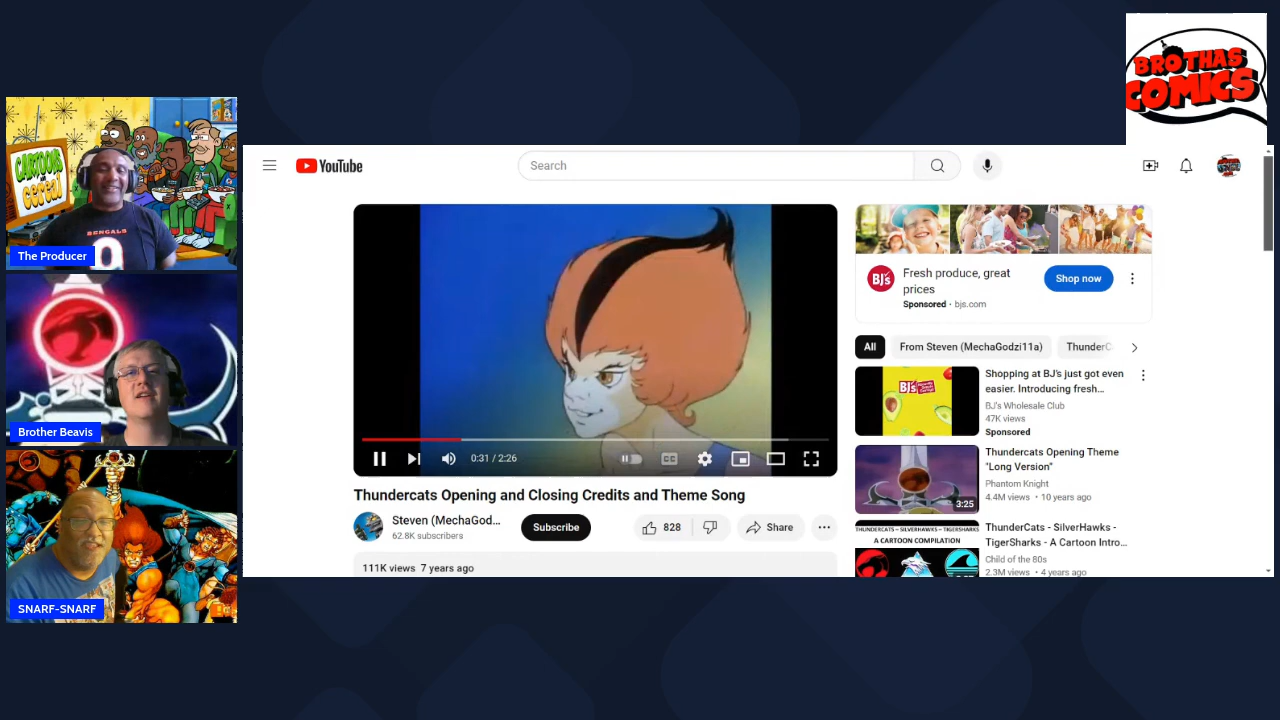 BROTHAS
COMICS
CARTOONS
AND
Cereal
BENGALS
9
The Producer
Brother Beavis
SNARF-SNARF
YouTube
Search
0:31 / 2:26
CC
Thundercats Opening and Closing Credits and Theme Song
Steven (MechaGod...
62.8K subscribers
Subscribe
828
Share
111K views 7 years ago
BJ's
Fresh produce, great
prices
Sponsored · bjs.com
Shop now
All
From Steven (MechaGodzi11a)
ThunderC
BJ's
Shopping at BJ's just got even
easier. Introducing fresh...
BJ's Wholesale Club
47K views
Sponsored
3:25
Thundercats Opening Theme
"Long Version"
Phantom Knight
4.4M views • 10 years ago
THUNDERCATS ~ SILVERHAWKS ~ TIGERSHARKS
A CARTOON COMPILATION
ThunderCats - SilverHawks -
TigerSharks - A Cartoon Intro...
Child of the 80s
2.3M views • 4 years ago